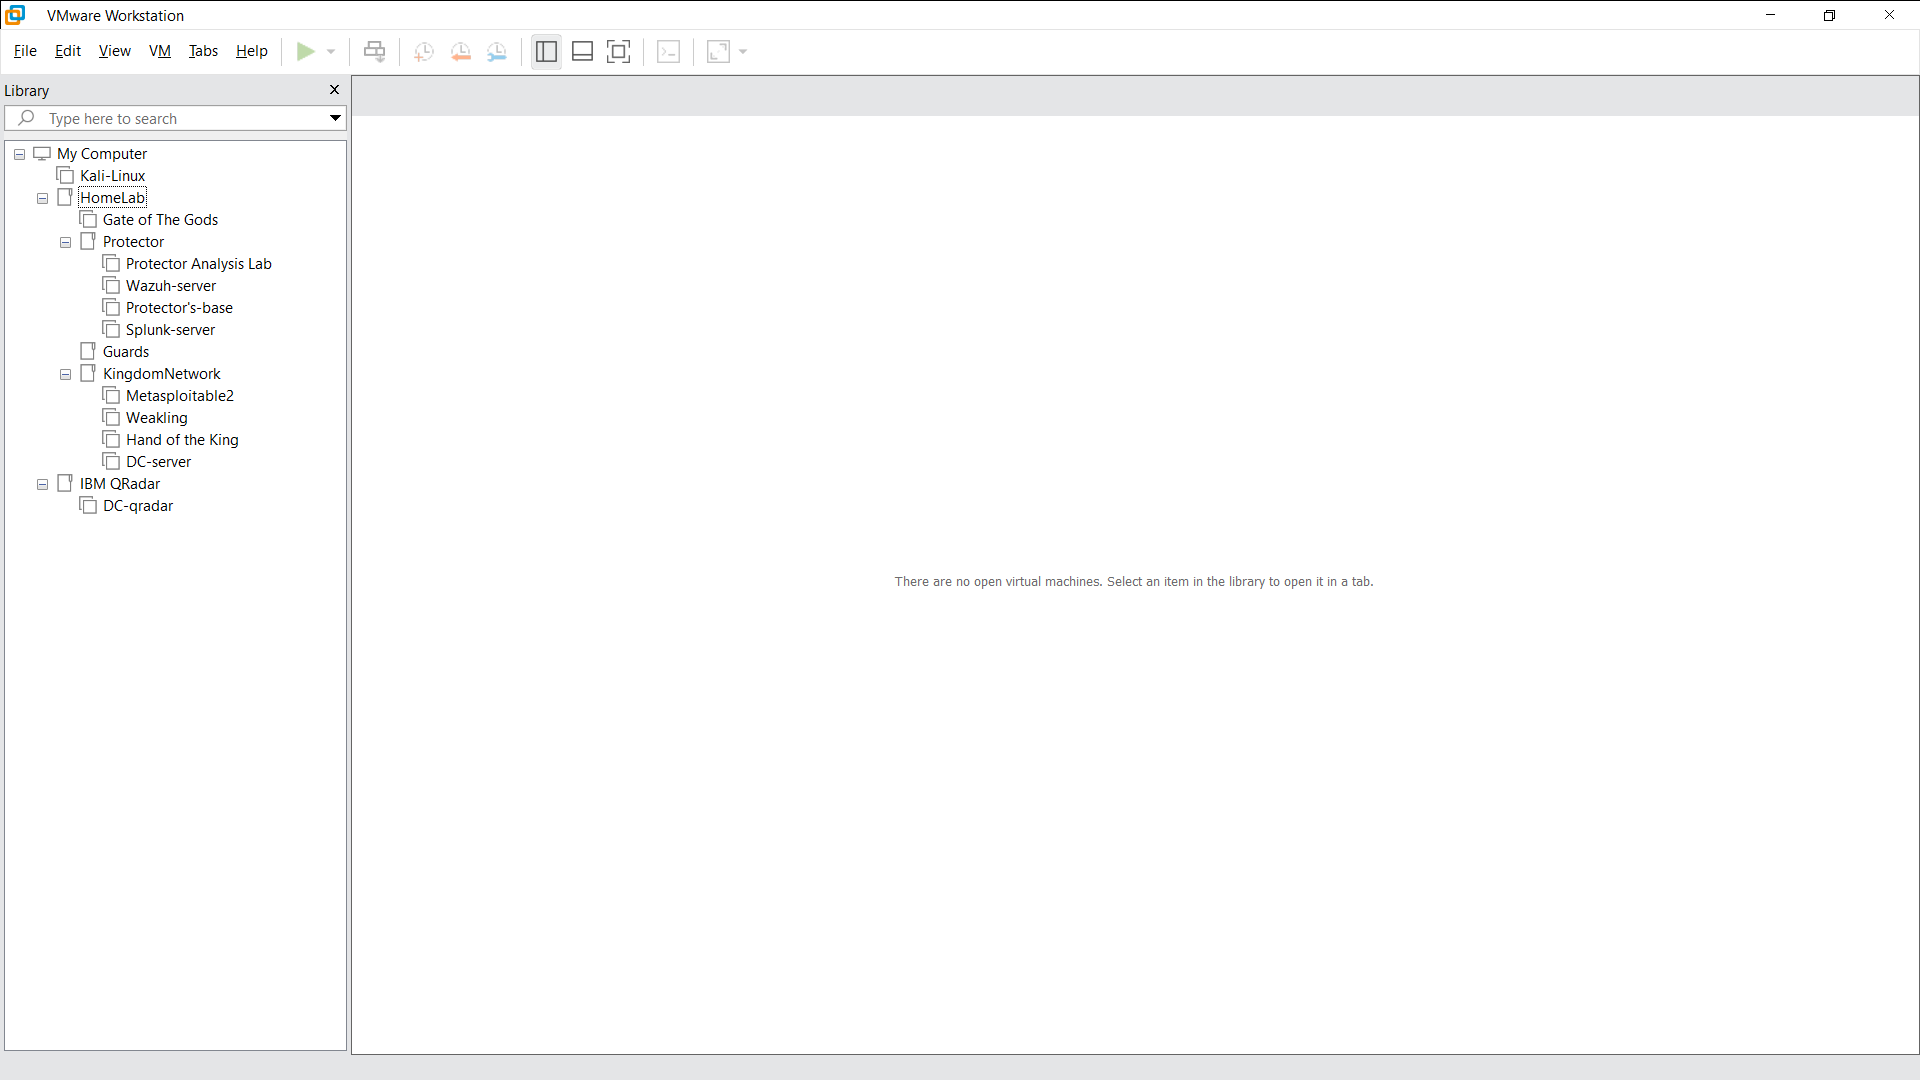 VMware Workstation
File Edit View VM Tabs Help
Library
Type here to search
My Computer
Kali-Linux
HomeLab
Gate of The Gods
Protector
Protector Analysis Lab
Wazuh-server
Protector's-base
Splunk-server
Guards
KingdomNetwork
Metasploitable2
Weakling
Hand of the King
DC-server
IBM QRadar
DC-qradar
There are no open virtual machines. Select an item in the library to open it in a tab.